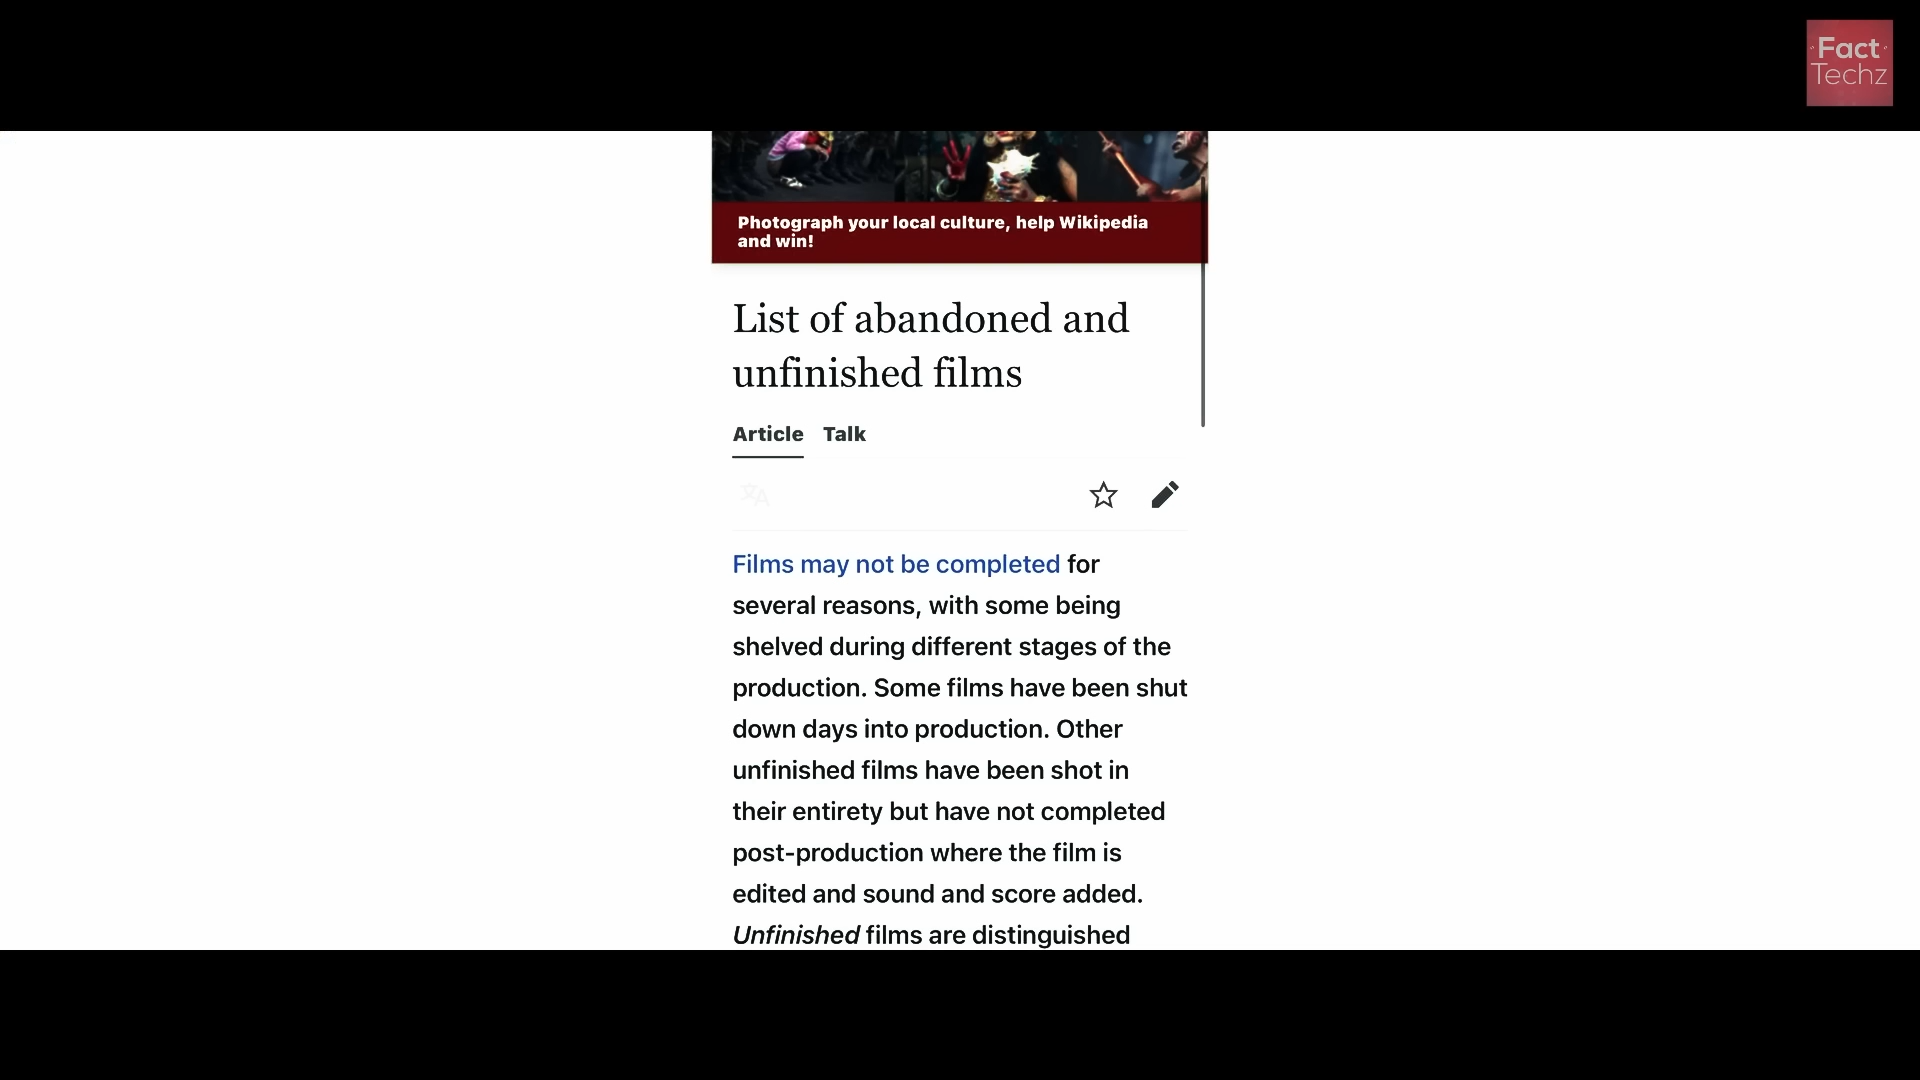 Fact
Techz
Photograph your local culture, help Wikipedia
and win!
List of abandoned and
unfinished films
Article Talk
Films may not be completed for
several reasons, with some being
shelved during different stages of the
production. Some films have been shut
down days into production. Other
unfinished films have been shot in
their entirety but have not completed
post-production where the film is
edited and sound and score added.
Unfinished films are distinguished